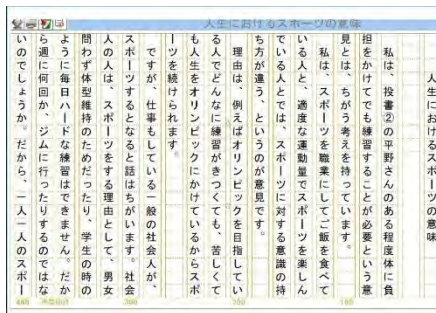 人生におけるスポーツの意味
人生におけるスポーツの意味
私は、投書②の平野さんのある程度体に負
担をかけてでも練習することが必要という意
見とは、ちがう考えを持っています。
私は、スポーツを職業にしてご飯を食べて
いる人と、適度な運動量でスポーツを楽しん
でいる人とでは、スポーツに対する意識の持
ち方が違う、というのが意見です。
理由は、例えばオリンピックを目指してい
る人でどんなに練習がきつくても、苦しくて
も人生をオリンピックにかけているからスポ
ーツを続けられます。
ですが、仕事もしている一般の社会人が、
スポーツするとなると話はちがいます。社会
人の人は、スポーツをする理由として、男女
問わず体型維持のためだったり、学生の時の
ように毎日ハードな練習はできません。だか
ら週に何回か、ジムに行ったりするのではな
いのでしょうか。だから、一人一人のスポー